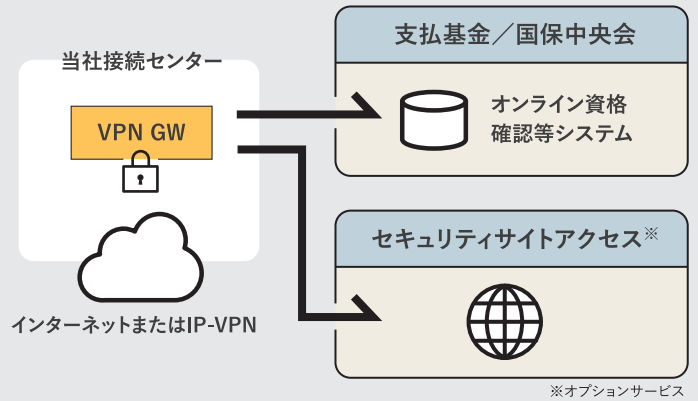 当社接続センター
VPN GW
インターネットまたはIP-VPN
支払基金／国保中央会
オンライン資格
確認等システム
セキュリティサイトアクセス※
※オプションサービス